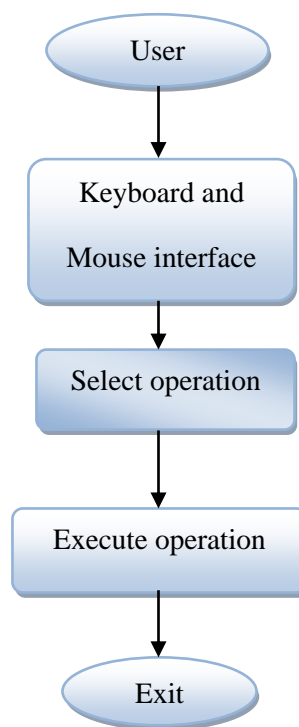 User
Keyboard and
Mouse interface
Select operation
Execute operation
Exit